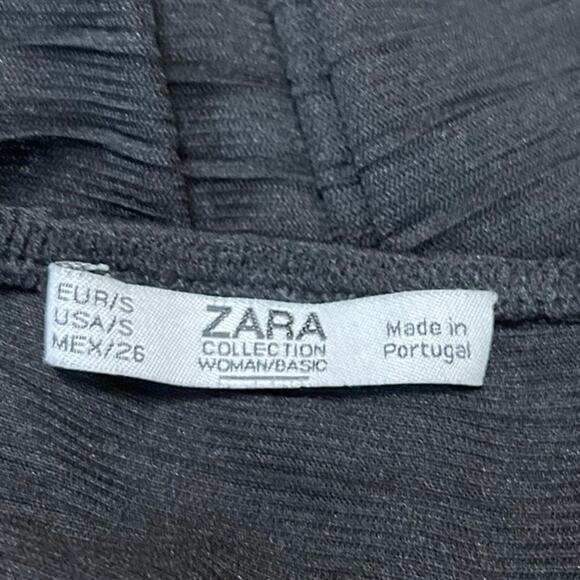 EUR/S
USA/S
MEX/26
ZARA
COLLECTION
WOMAN/BASIC
Made in
Portugal